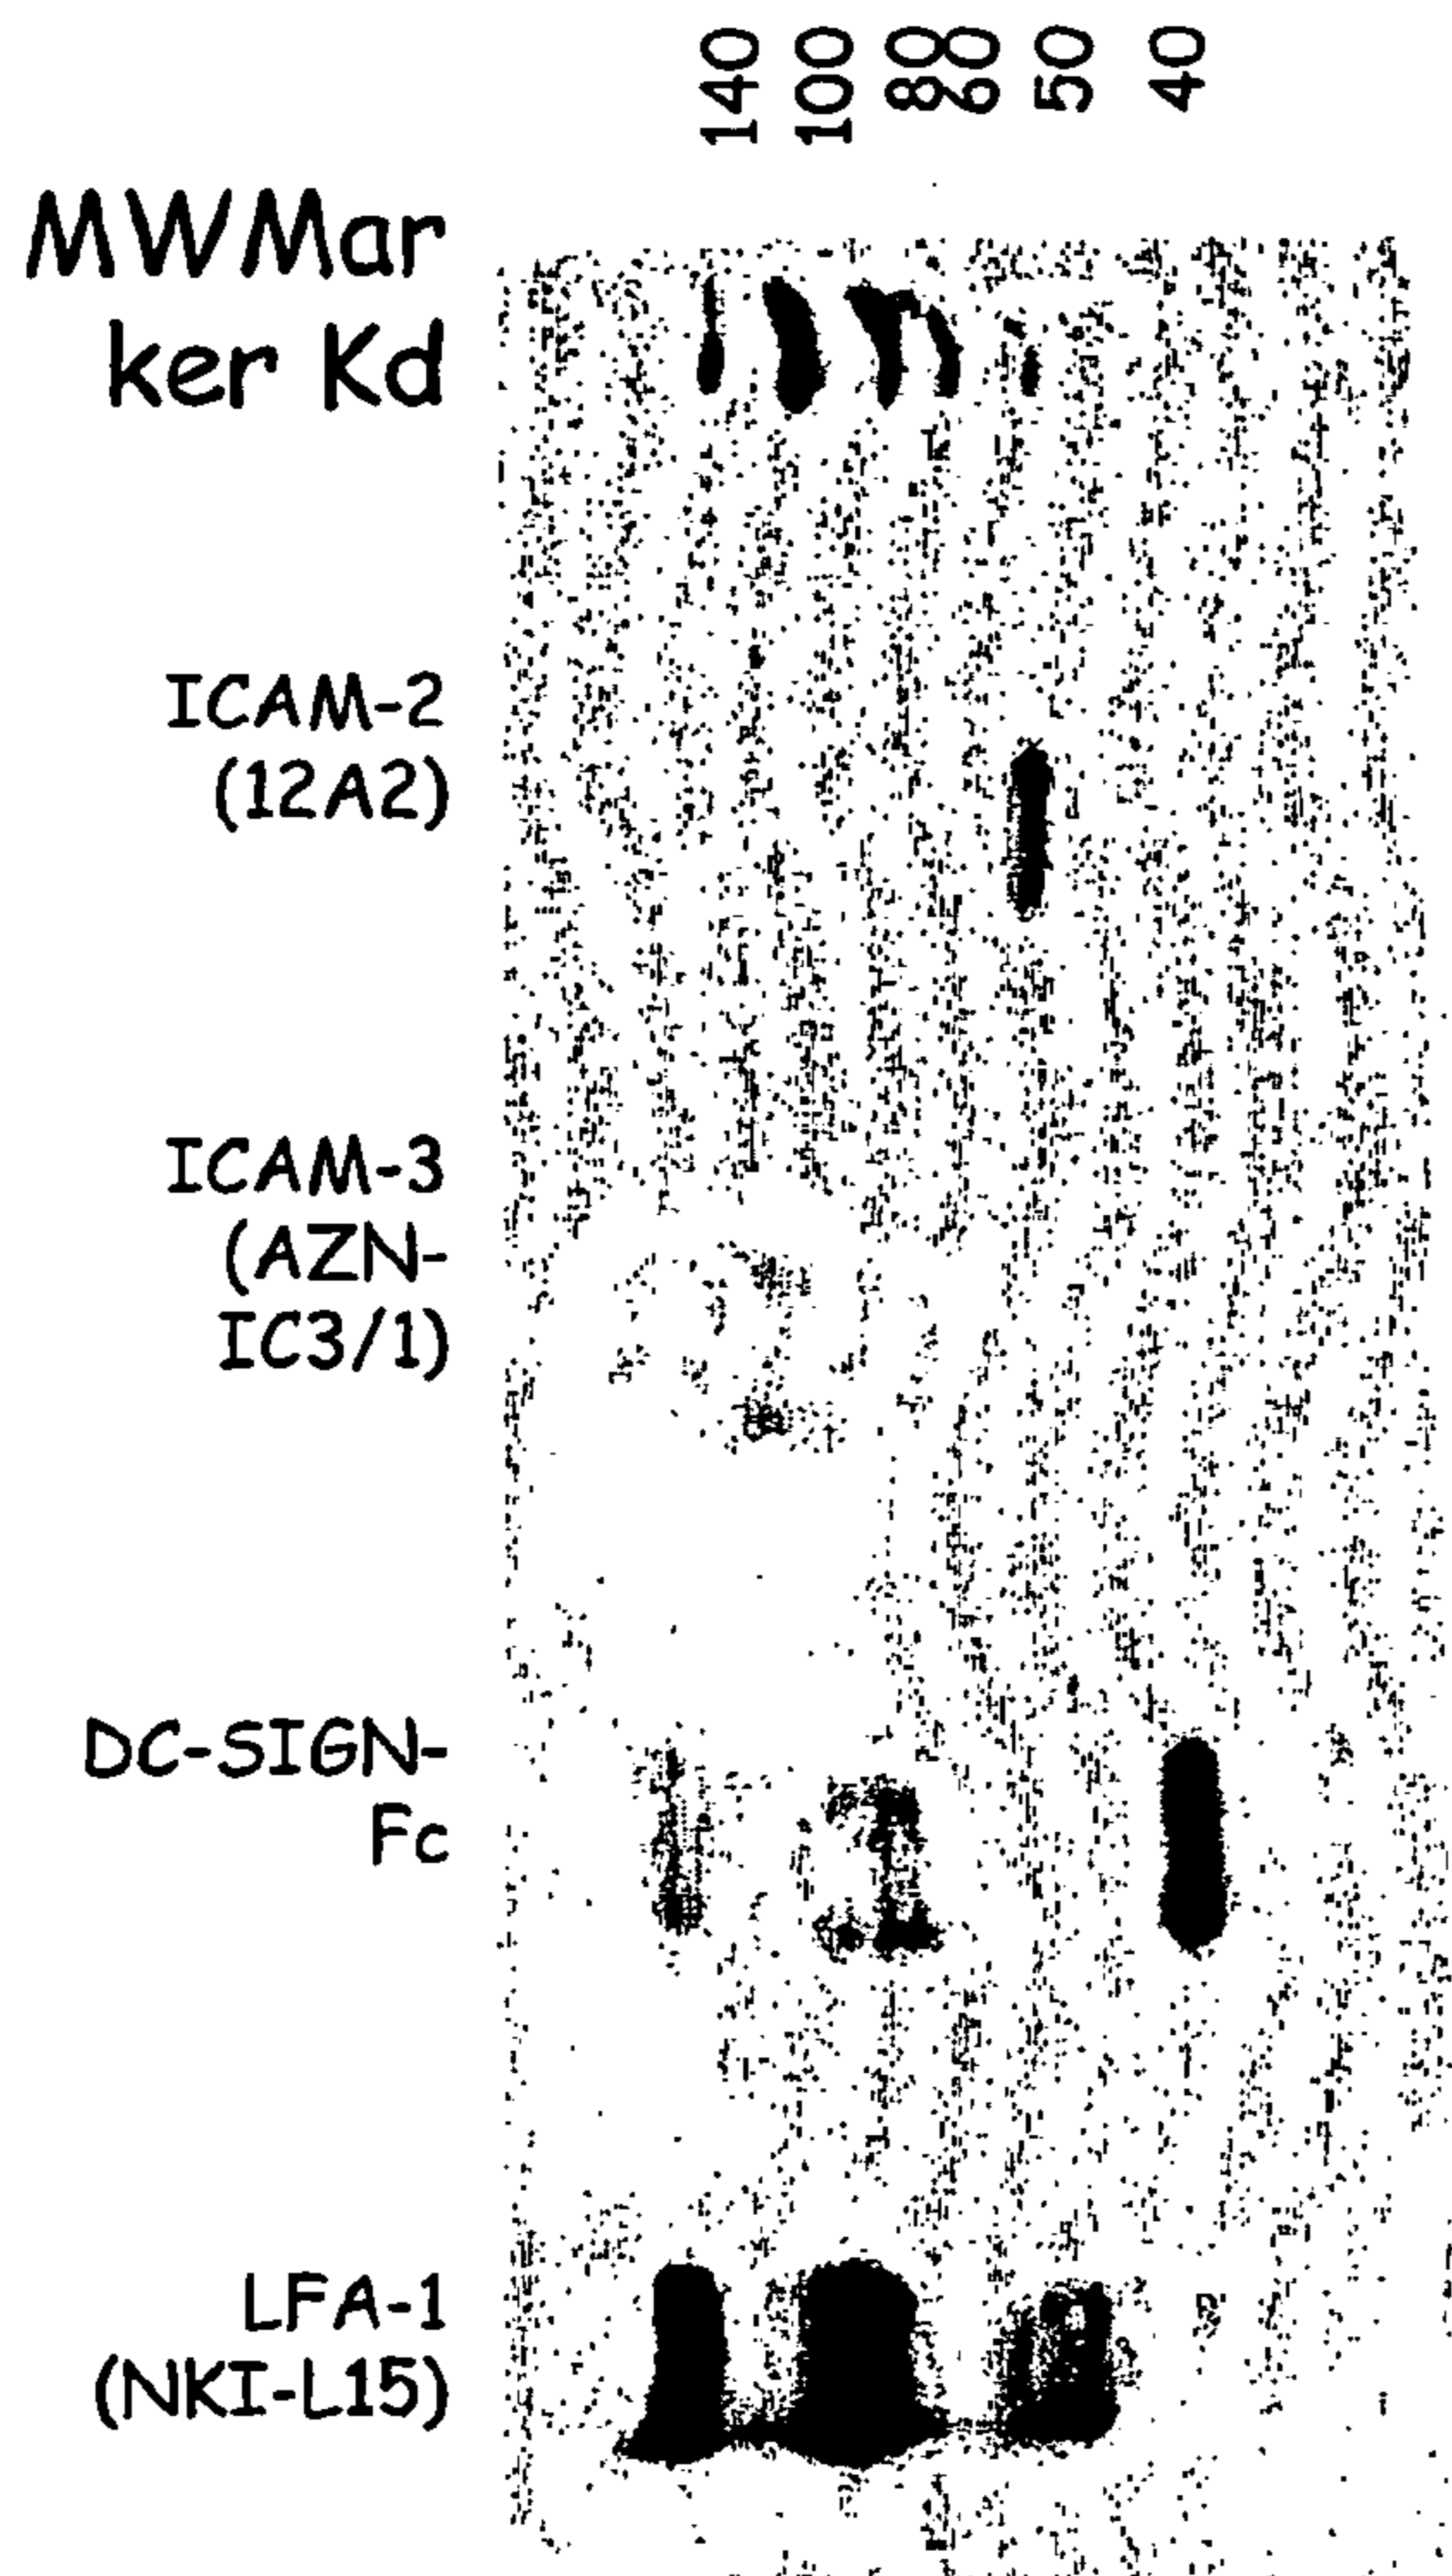 140
100
80
60
50
40
MWMar
ker Kd
ICAM-2
(12A2)
ICAM-3
(AZN-
IC3/1)
DC-SIGN-
Fc
LFA-1
(NKI-L15)